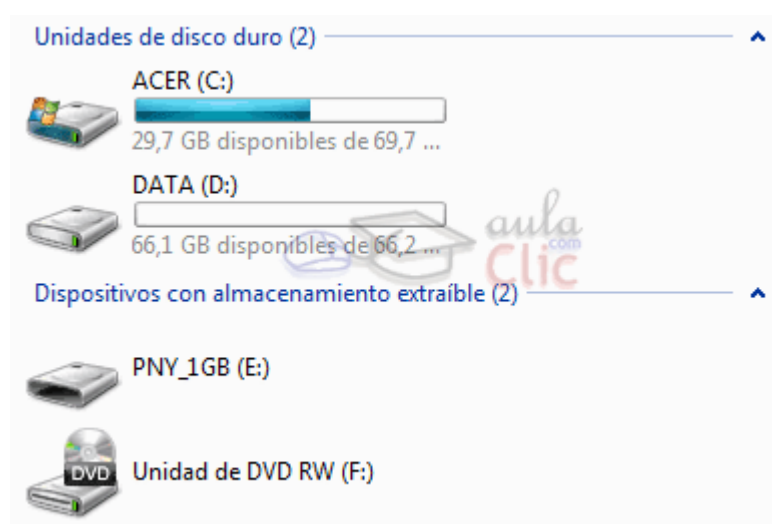 Unidades de disco duro (2)
ACER (C:)
29,7 GB disponibles de 69,7 ...
DATA (D:)
66,1 GB disponibles de 66,2 ...
aula
.com
Clic
Dispositivos con almacenamiento extraíble (2)
PNY_1GB (E:)
DVD
Unidad de DVD RW (F:)